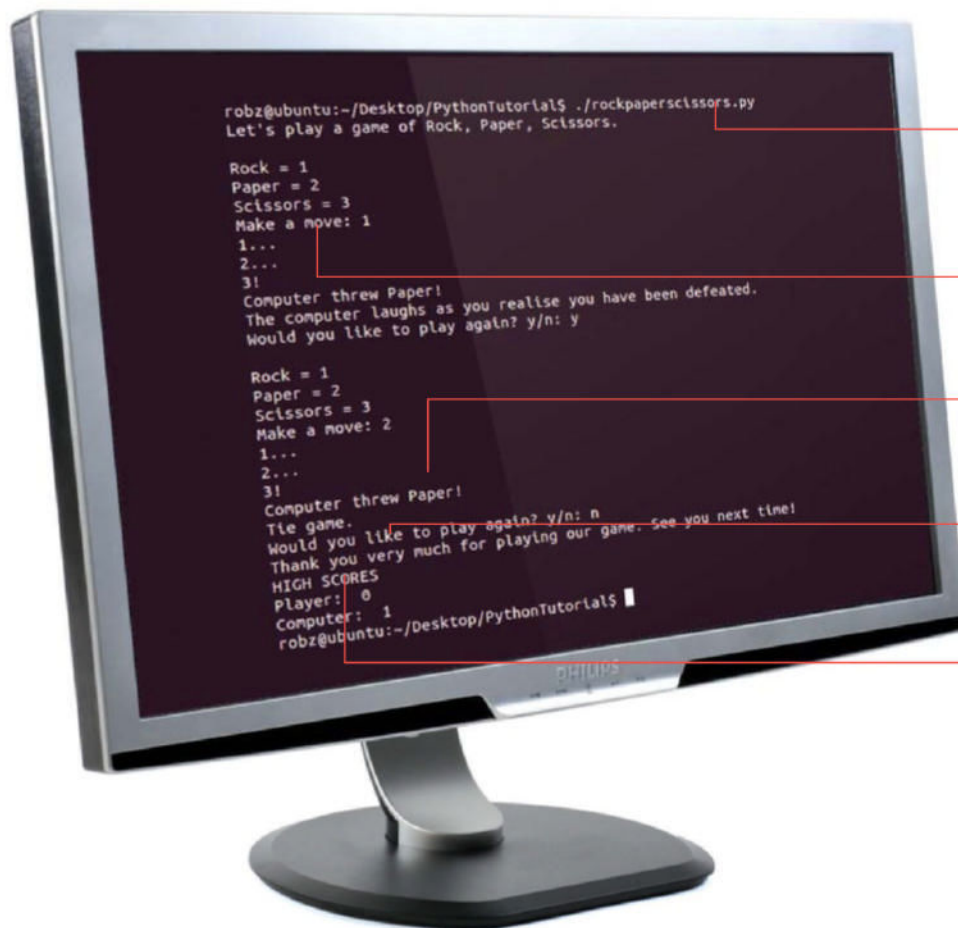 robz@ubuntu:~/Desktop/PythonTutorial$ ./rockpaperscissors.py
Let's play a game of Rock, Paper, Scissors.
Rock = 1
Paper = 2
Scissors = 3
Make a move: 1
1...
2...
3!
Computer threw Paper!
The computer laughs as you realise you have been defeated.
Would you like to play again? y/n: y
Rock = 1
Paper = 2
Scissors = 3
Make a move: 2
1...
2...
3!
Computer threw Paper!
Tie game.
Would you like to play again? y/n: n
Thank you very much for playing our game. See you next time!
HIGH SCORES
Player: 0
Computer: 1
robz@ubuntu:~/Desktop/PythonTutorial$
PHILIPS